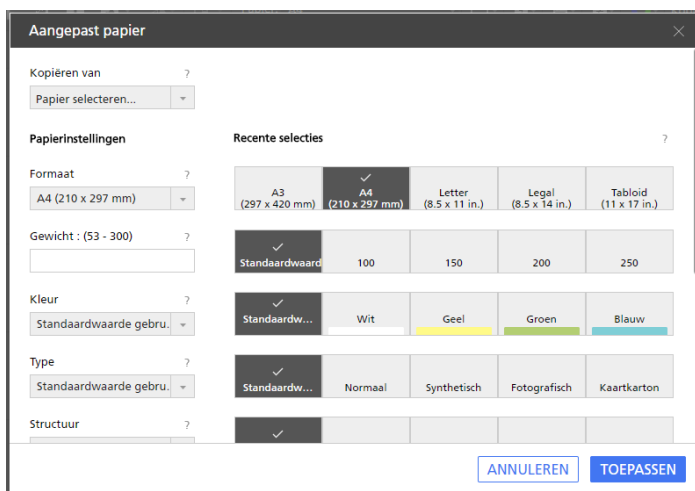 Aangepast papier
Kopiëren van ?
Papier selecteren...
Papierinstellingen
Recente selecties ?
Formaat ?
A4 (210 x 297 mm)
A3
(297 x 420 mm)
A4
(210 x 297 mm)
Letter
(8.5 x 11 in.)
Legal
(8.5 x 14 in.)
Tabloid
(11 x 17 in.)
Gewicht : (53 - 300) ?
Standaardwaard
100
150
200
250
Kleur ?
Standaardwaarde gebru.
Standaardw...
Wit
Geel
Groen
Blauw
Type ?
Standaardwaarde gebru.
Standaardw...
Normaal
Synthetisch
Fotografisch
Kaartkarton
Structuur ?
ANNULEREN
TOEPASSEN